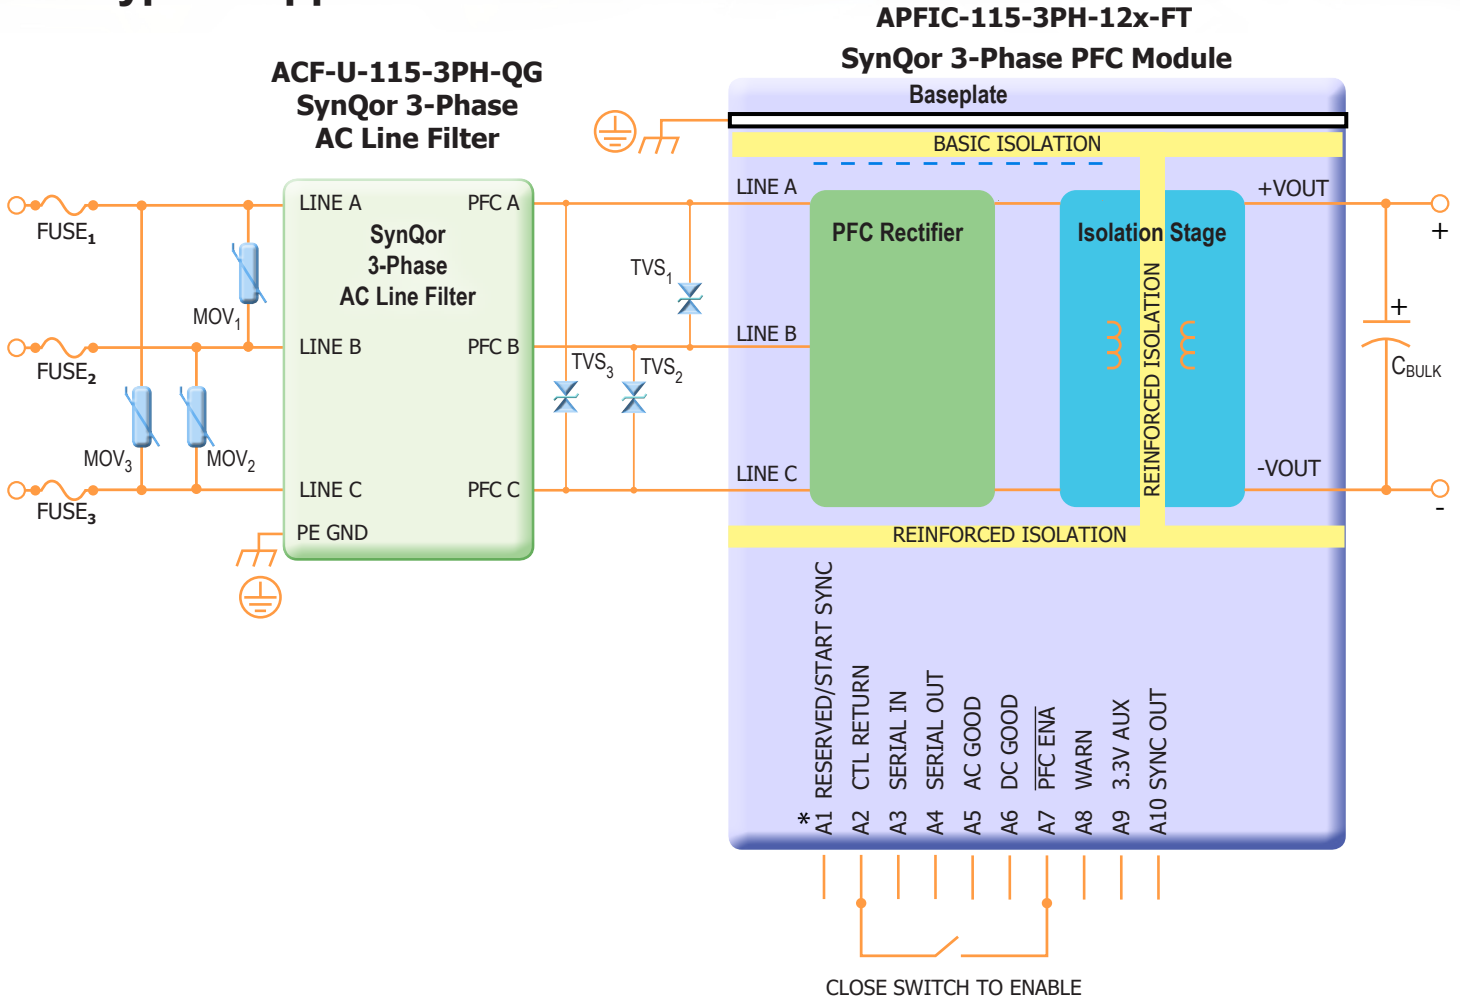 APFIC-115-3PH-12x-FT
SynQor 3-Phase PFC Module
ACF-U-115-3PH-QG
SynQor 3-Phase
AC Line Filter
Baseplate
BASIC ISOLATION
LINE A
PFC A
LINE A
+VOUT
FUSE1
SynQor
3-Phase
AC Line Filter
PFC Rectifier
Isolation Stage
+
TVS1
MOV1
REINFORCED ISOLATION
+
LINE B
PFC B
LINE B
FUSE2
TVS3
TVS2
CBULK
MOV3
MOV2
LINE C
PFC C
LINE C
-VOUT
FUSE3
-
PE GND
REINFORCED ISOLATION
* A1 RESERVED/START SYNC
A2 CTL RETURN
A3 SERIAL IN
A4 SERIAL OUT
A5 AC GOOD
A6 DC GOOD
A7 PFC ENA
A8 WARN
A9 3.3V AUX
A10 SYNC OUT
CLOSE SWITCH TO ENABLE